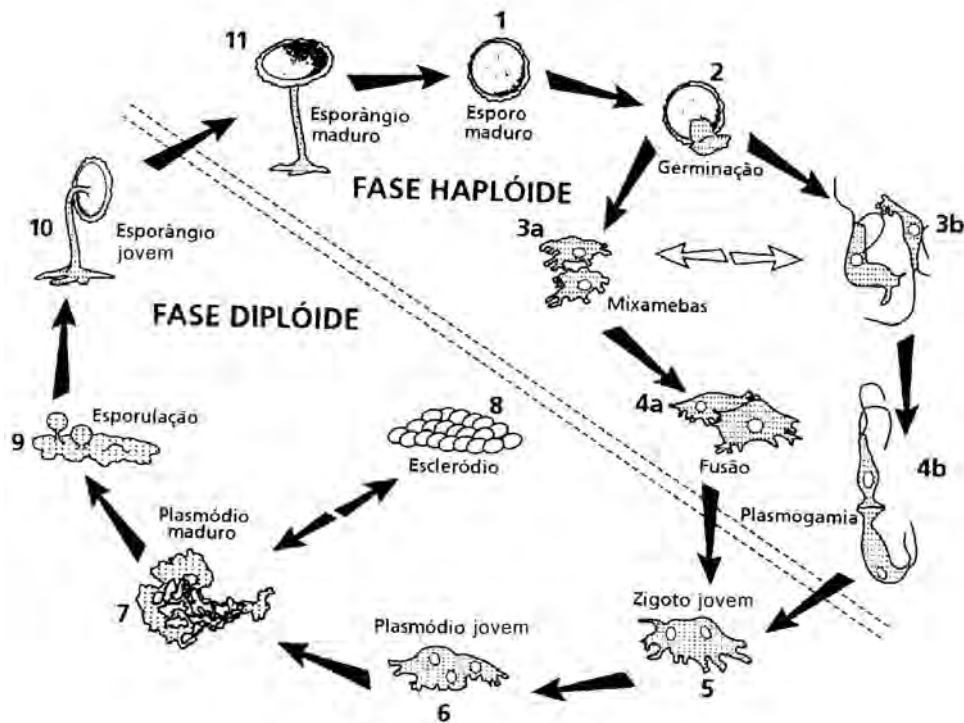 11
1
2
Esporângio
maduro
Esporo
maduro
Germinação
FASE HAPLÓIDE
10
Esporângio
jovem
3a
3b
Mixamebas
FASE DIPLÓIDE
9
Esporulação
8
Escleródio
4a
Fusão
4b
Plasmogamia
Plasmódio
maduro
7
Plasmódio jovem
6
Zigoto jovem
5